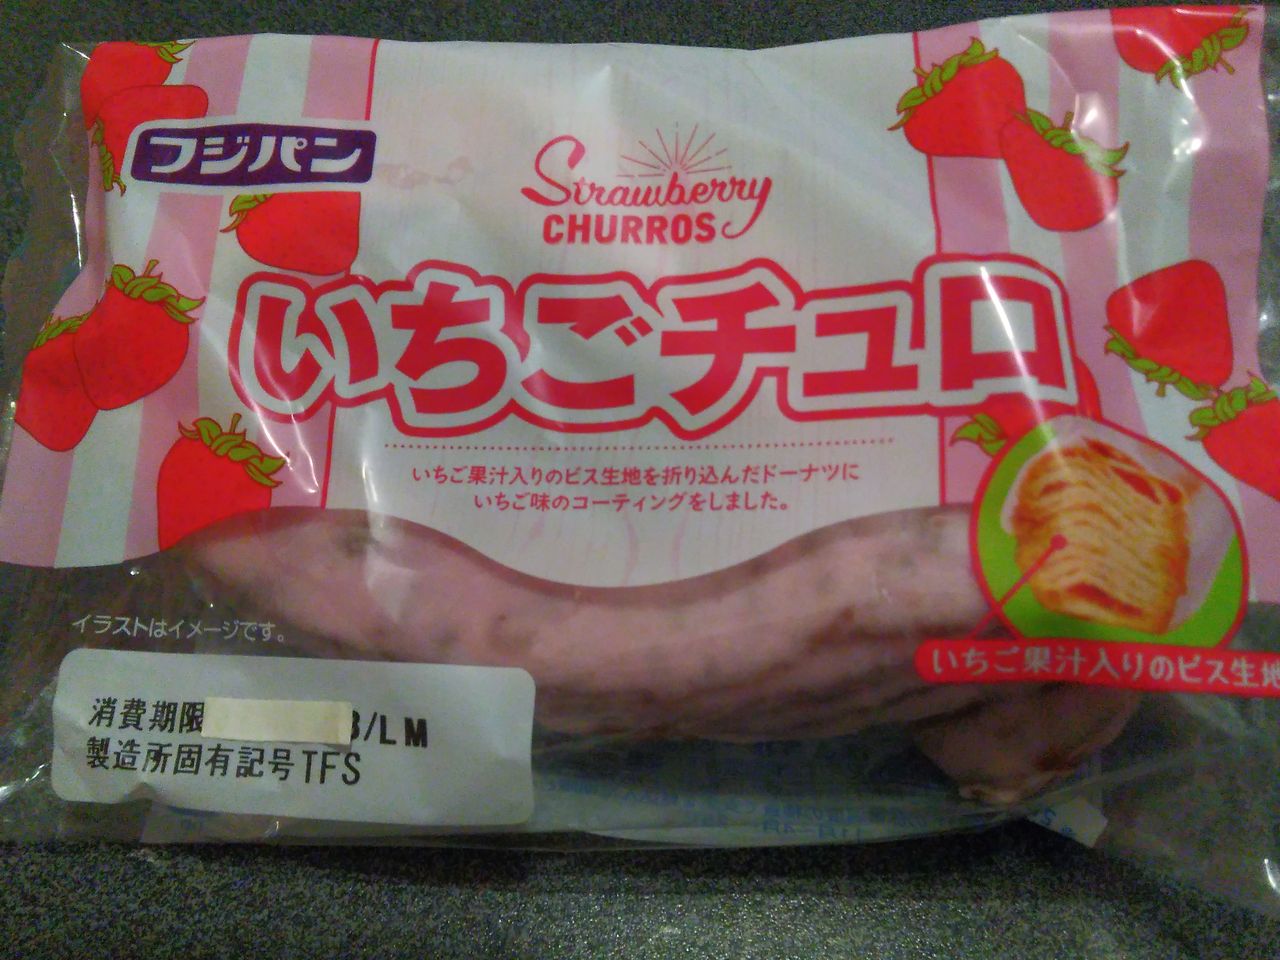 フジパン
Strawberry
CHURROS
いちごチュロ
いちご果汁入りのビス生地を折り込んだドーナツに
いちご味のコーティングをしました。
イラストはイメージです。
いちご果汁入りのビス生地
消費期限 3/LM
製造所固有記号TFS